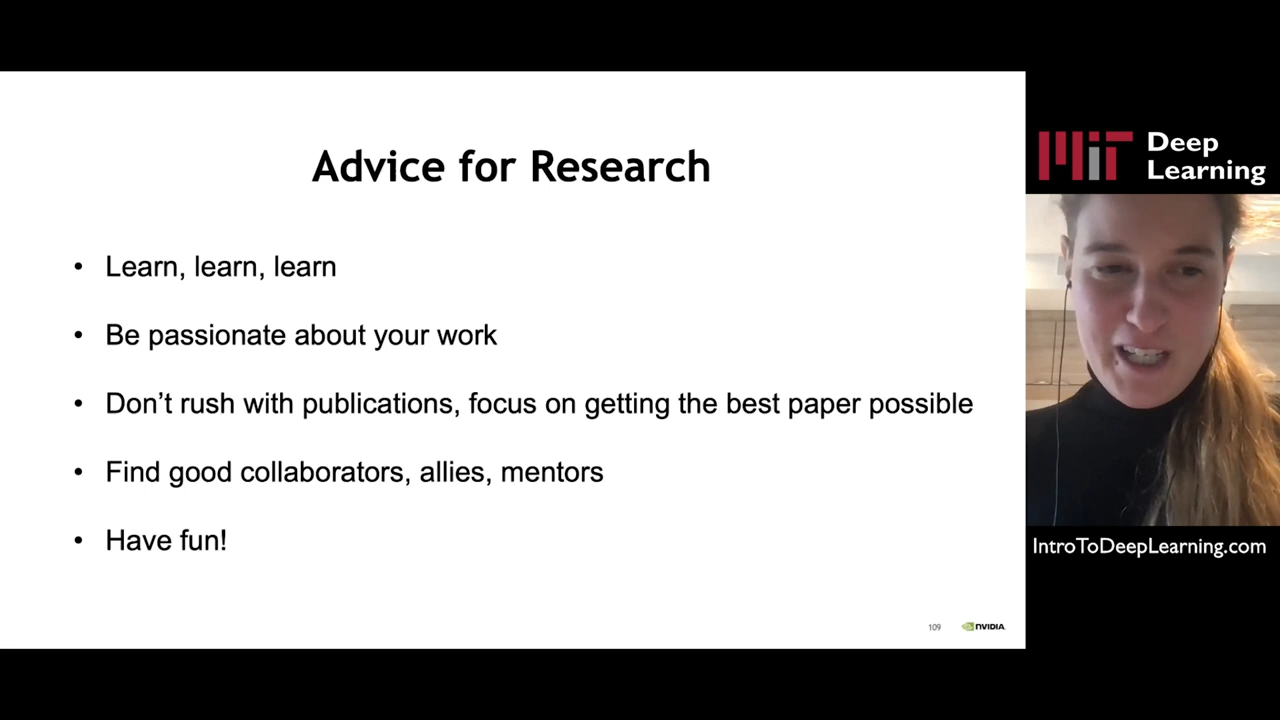 Advice for Research
• Learn, learn, learn
• Be passionate about your work
• Don’t rush with publications, focus on getting the best paper possible
• Find good collaborators, allies, mentors
• Have fun!
109
NVIDIA.
MIT
Deep
Learning
IntroToDeepLearning.com